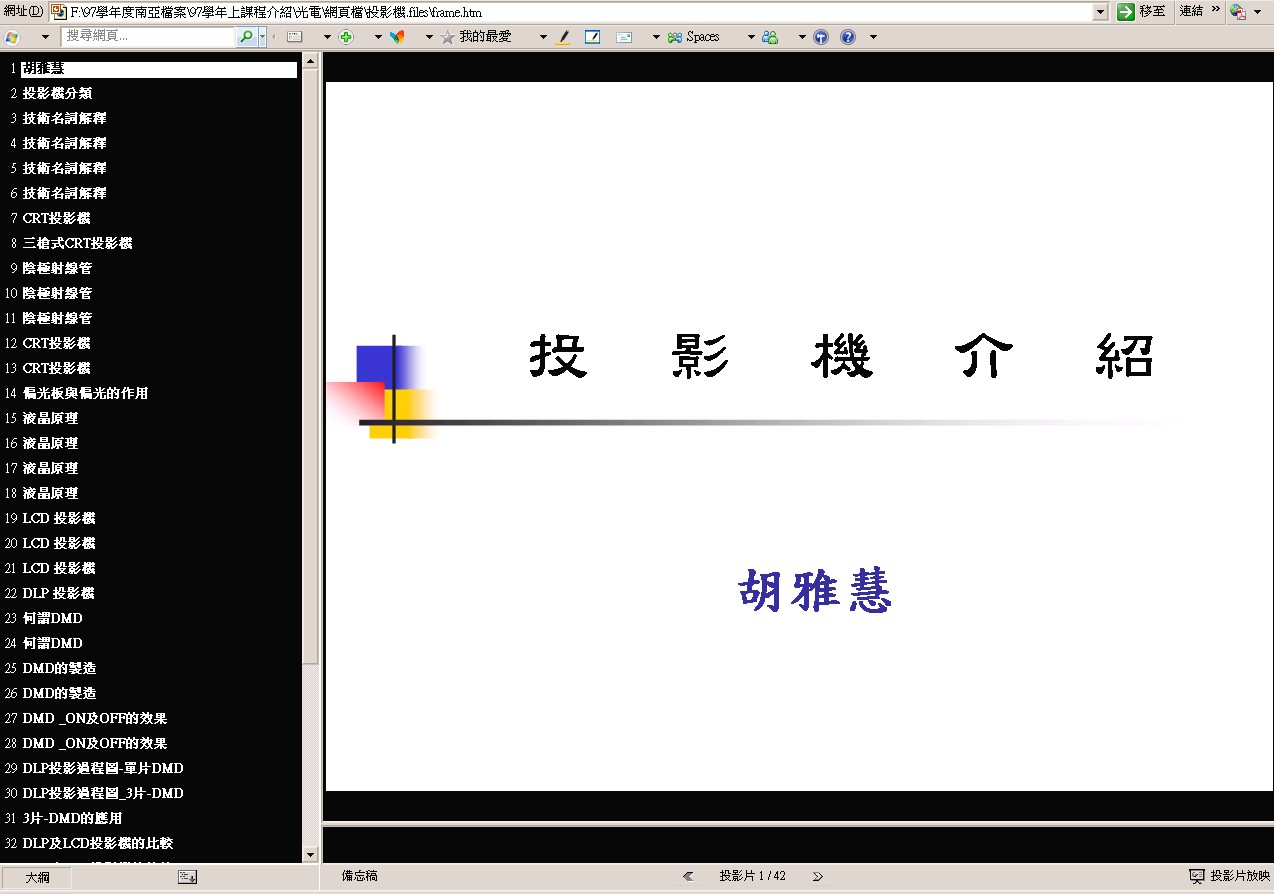 網址(D) F:\97學年度南亞檔案\97學年上課程介紹\光電\網頁檔\投影機.files\frame.htm 移至 連結 »
搜尋網頁... 我的最愛 Spaces
1 胡雅慧
2 投影機分類
3 技術名詞解釋
4 技術名詞解釋
5 技術名詞解釋
6 技術名詞解釋
7 CRT投影機
8 三槍式CRT投影機
9 陰極射線管
10 陰極射線管
11 陰極射線管
12 CRT投影機
13 CRT投影機
14 偏光板與偏光的作用
15 液晶原理
16 液晶原理
17 液晶原理
18 液晶原理
19 LCD 投影機
20 LCD 投影機
21 LCD 投影機
22 DLP 投影機
23 何謂DMD
24 何謂DMD
25 DMD的製造
26 DMD的製造
27 DMD _ON及OFF的效果
28 DMD _ON及OFF的效果
29 DLP投影過程圖-單片DMD
30 DLP投影過程圖_3片-DMD
31 3片-DMD的應用
32 DLP及LCD投影機的比較
投影機介紹
胡雅慧
大綱 備忘稿 投影片 1 / 42 投影片放映